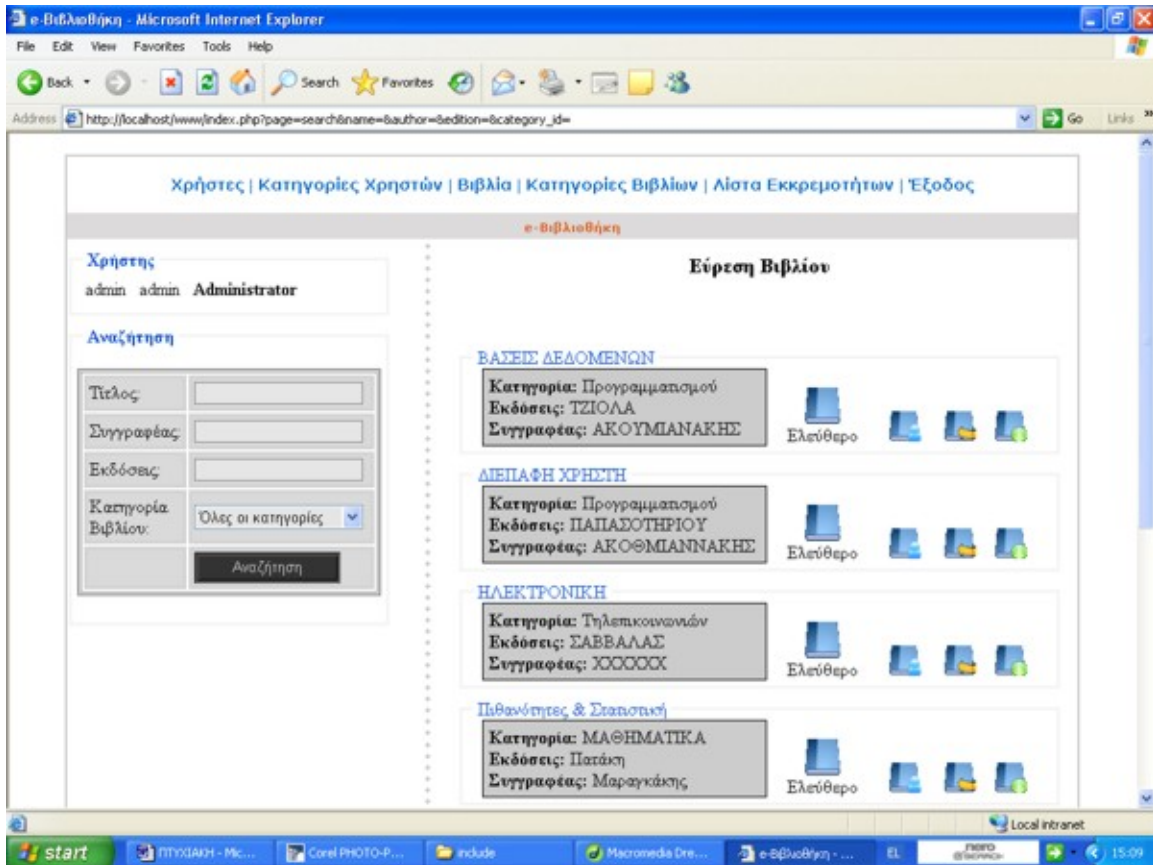 e-Βιβλιοθήκη - Microsoft Internet Explorer
File Edit View Favorites Tools Help
Back Search Favorites
Address http://localhost/www/index.php?page=search&name=&author=&edition=&category_id= Go Links
Χρήστες | Κατηγορίες Χρηστών | Βιβλία | Κατηγορίες Βιβλίων | Λίστα Εκκρεμοτήτων | Έξοδος
e-Βιβλιοθήκη
Χρήστης
admin admin Administrator
Αναζήτηση
Τίτλος:
Συγγραφέας:
Εκδόσεις:
Κατηγορία
Βιβλίου:
Όλες οι κατηγορίες
Αναζήτηση
Εύρεση Βιβλίου
ΒΑΣΕΙΣ ΔΕΔΟΜΕΝΩΝ
Κατηγορία: Προγραμματισμού
Εκδόσεις: ΤΖΙΟΛΑ
Συγγραφέας: ΑΚΟΥΜΙΑΝΑΚΗΣ
Ελεύθερο
ΔΙΕΠΑΦΗ ΧΡΗΣΤΗ
Κατηγορία: Προγραμματισμού
Εκδόσεις: ΠΑΠΑΣΟΤΗΡΙΟΥ
Συγγραφέας: ΑΚΟΘΜΙΑΝΝΑΚΗΣ
Ελεύθερο
ΗΛΕΚΤΡΟΝΙΚΗ
Κατηγορία: Τηλεπικοινωνιών
Εκδόσεις: ΣΑΒΒΑΛΑΣ
Συγγραφέας: ΧΧΧΧΧΧ
Ελεύθερο
Πιθανότητες & Στατιστική
Κατηγορία: ΜΑΘΗΜΑΤΙΚΑ
Εκδόσεις: Πατάκη
Συγγραφέας: Μαραγκάκης
Ελεύθερο
Local intranet
start ΠΤΥΧΙΑΚΗ - Mic... Corel PHOTO-P... include Macromedia Dre... e-Βιβλιοθήκη - ... EL nero 15:09